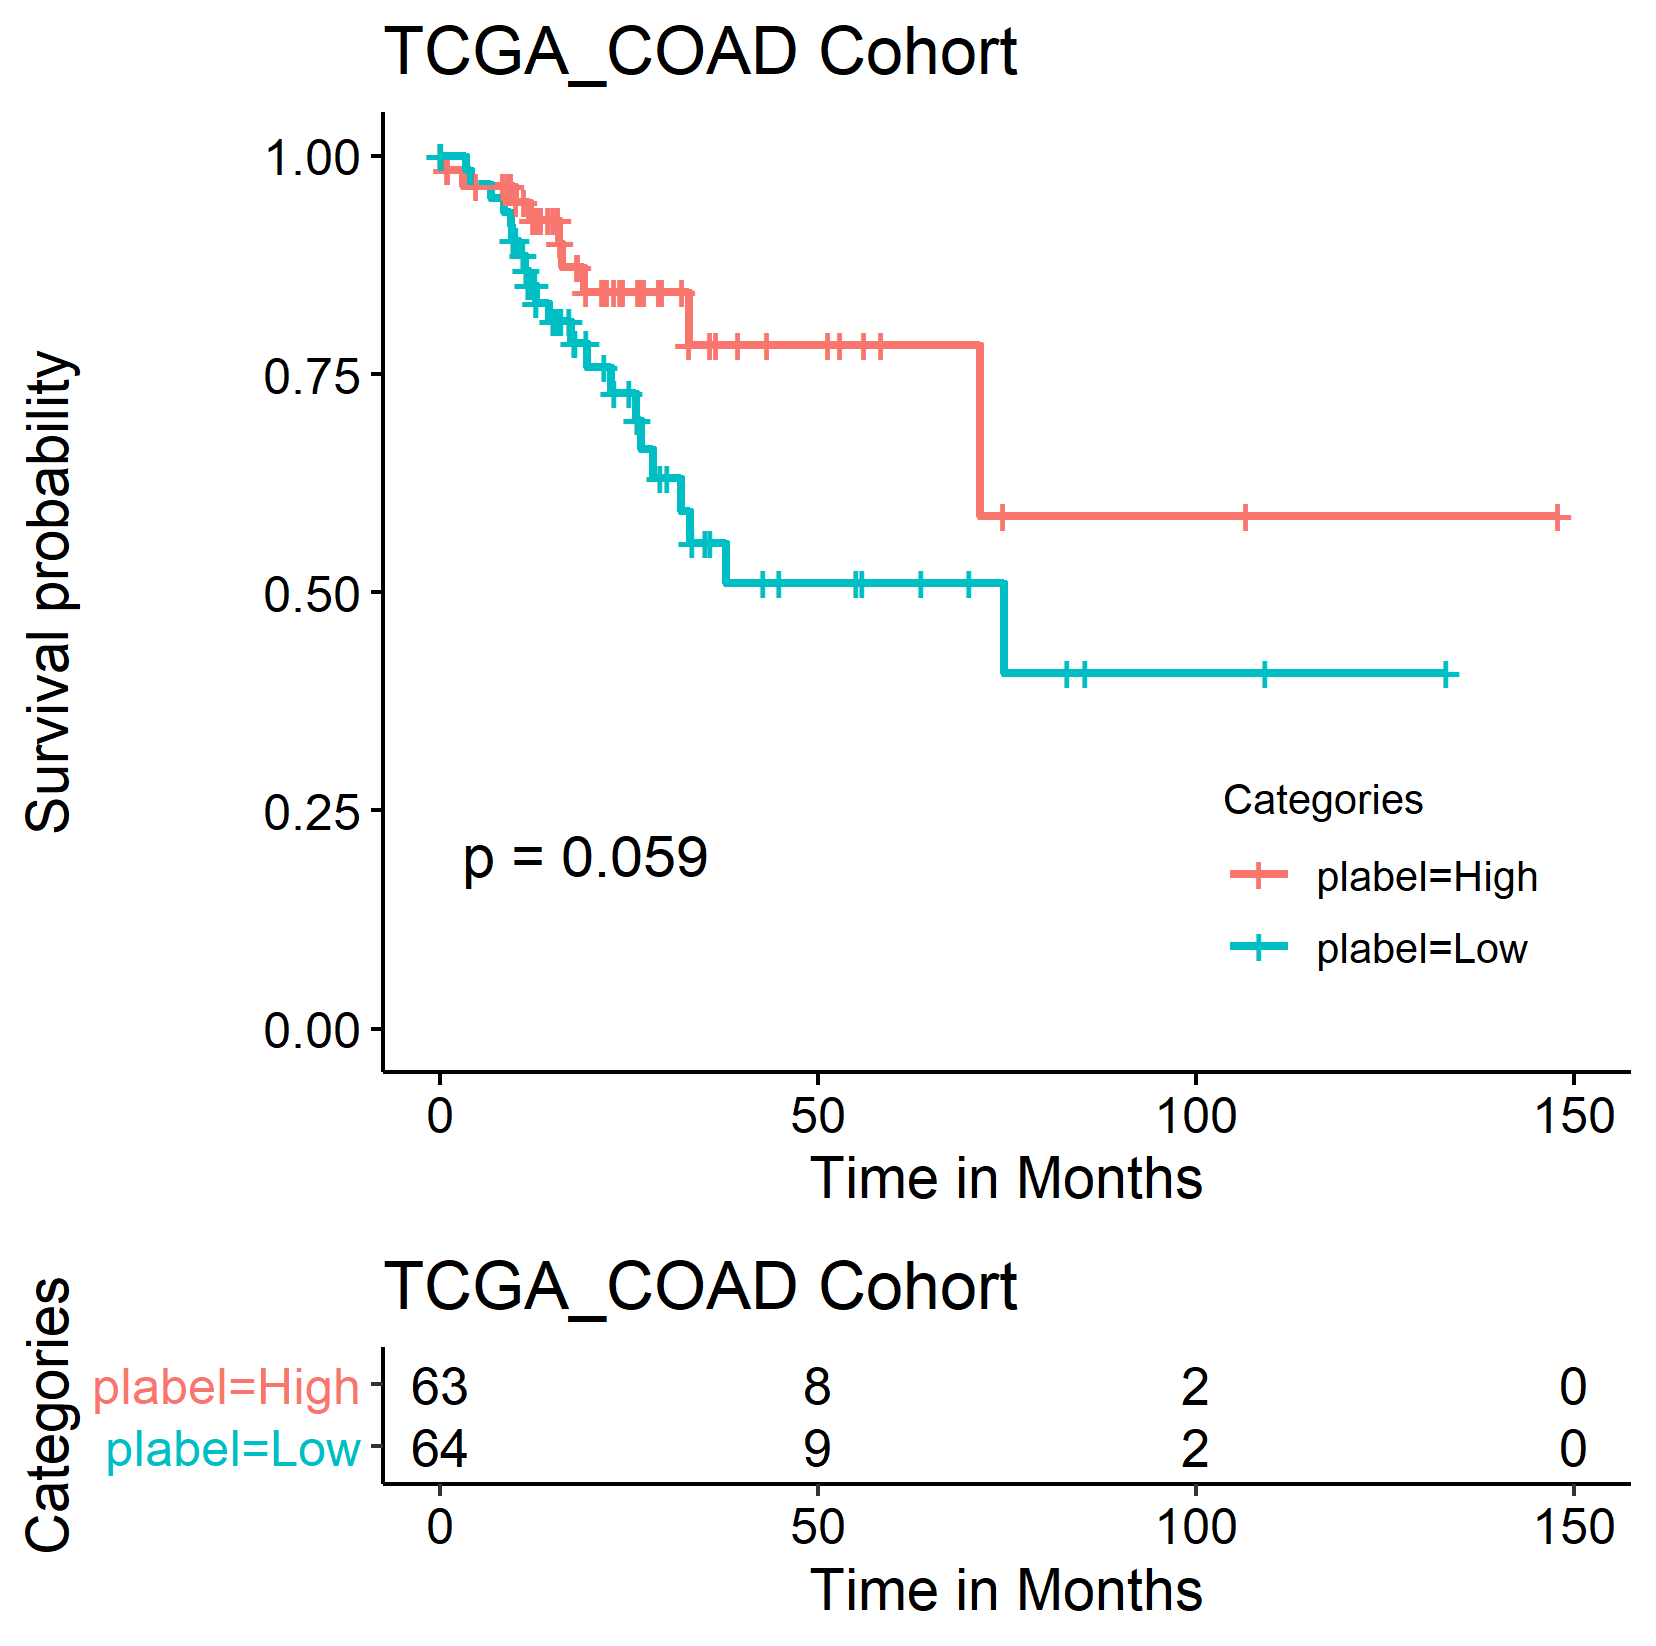 TCGA_COAD Cohort
Survival probability
1.00
0.75
0.50
0.25
0.00
p = 0.059
Categories
plabel=High
plabel=Low
0 50 100 150
Time in Months
TCGA_COAD Cohort
Categories
plabel=High 63 8 2 0
plabel=Low 64 9 2 0
0 50 100 150
Time in Months